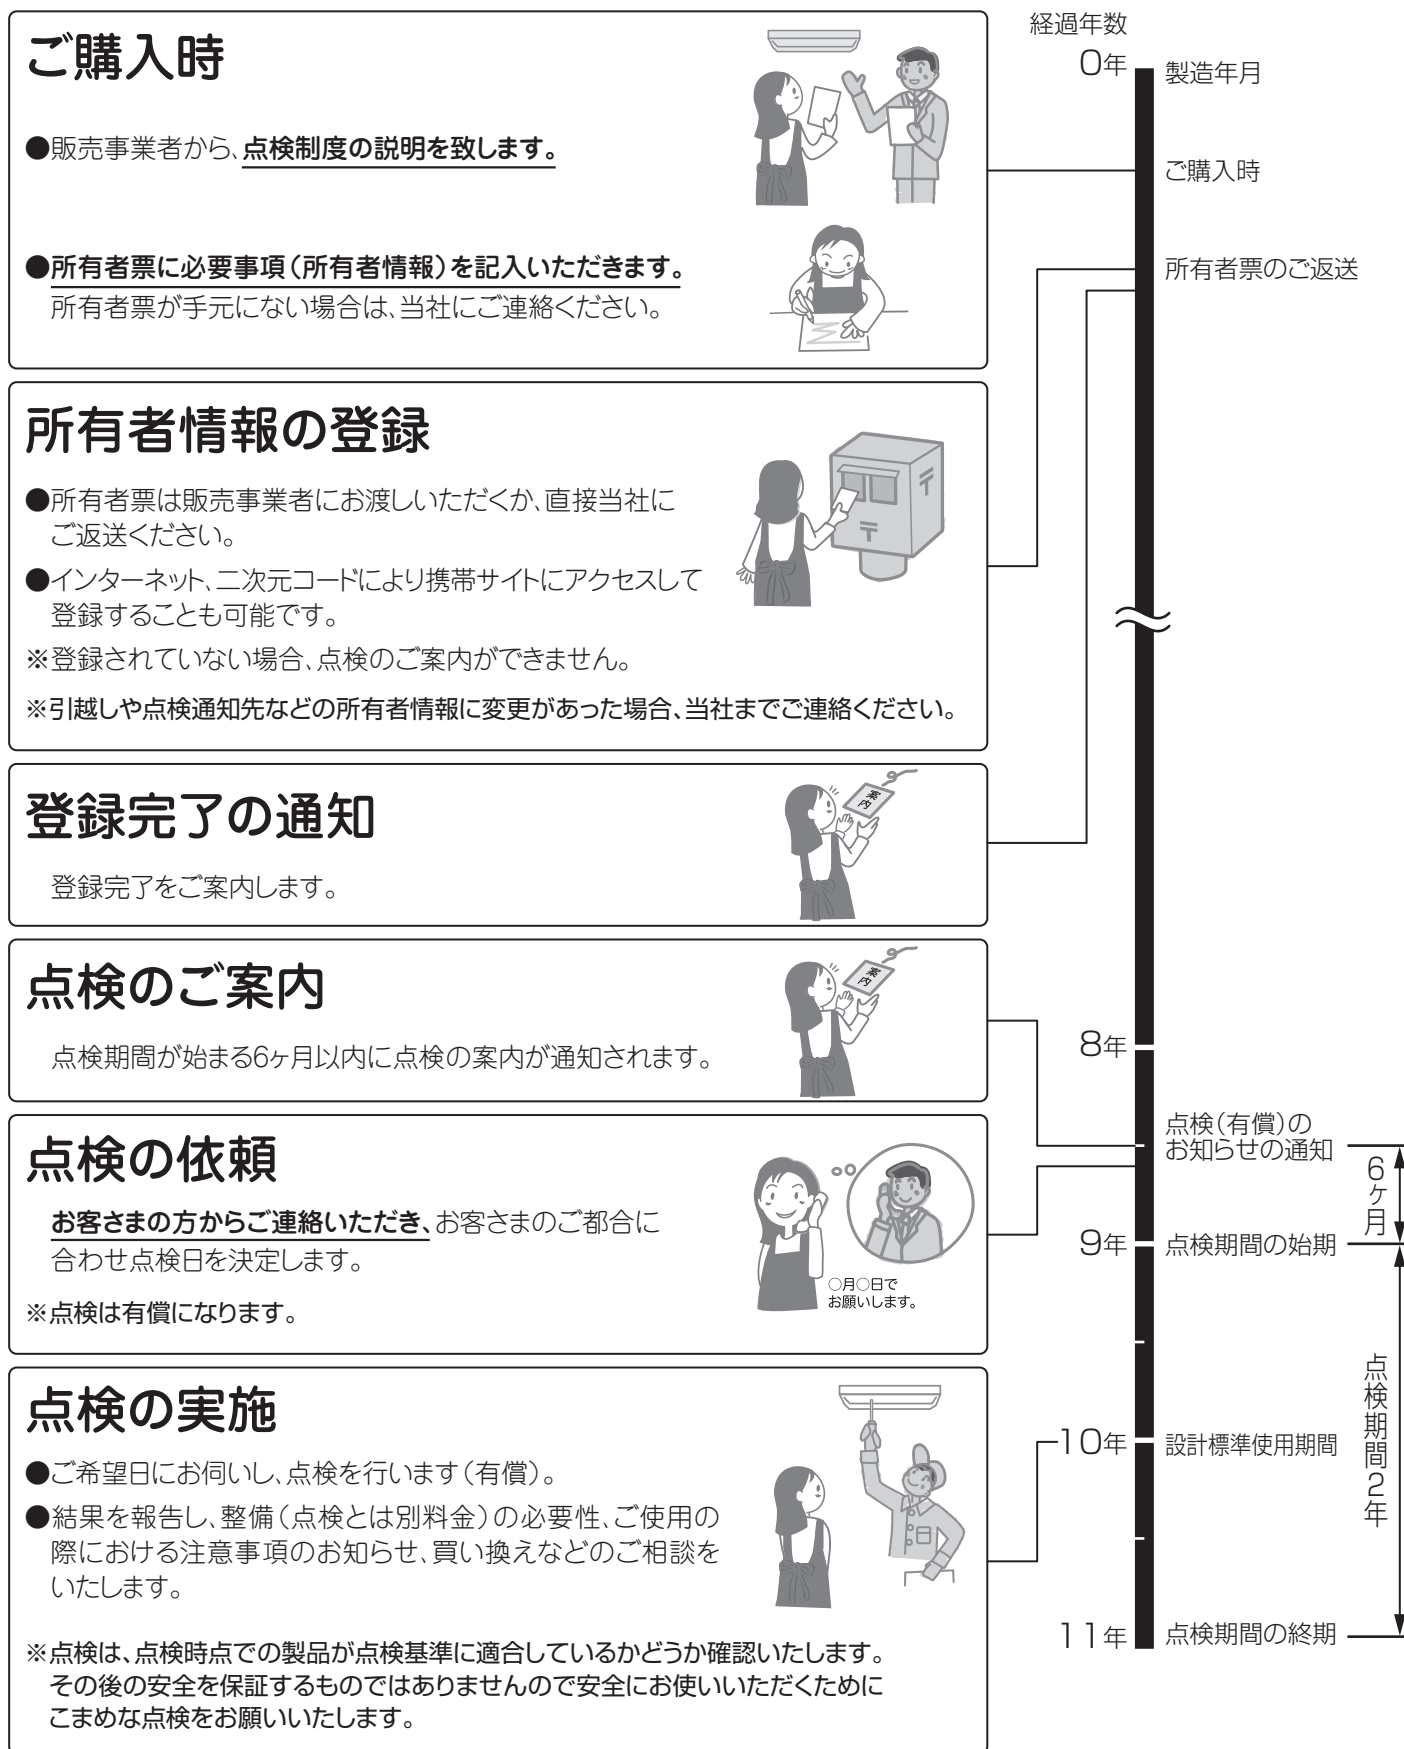 ご購入時
●販売事業者から、点検制度の説明を致します。
●所有者票に必要事項（所有者情報）を記入いただきます。
所有者票が手元にない場合は、当社にご連絡ください。
所有者情報の登録
●所有者票は販売事業者にお渡しいただくか、直接当社に
ご返送ください。
●インターネット、二次元コードにより携帯サイトにアクセスして
登録することも可能です。
※登録されていない場合、点検のご案内ができません。
※引越しや点検通知先などの所有者情報に変更があった場合、当社までご連絡ください。
登録完了の通知
登録完了をご案内します。
案内
点検のご案内
点検期間が始まる6ヶ月以内に点検の案内が通知されます。
案内
点検の依頼
お客さまの方からご連絡いただき、お客さまのご都合に
合わせ点検日を決定します。
※点検は有償になります。
○月○日で
お願いします。
点検の実施
●ご希望日にお伺いし、点検を行います（有償）。
●結果を報告し、整備（点検とは別料金）の必要性、ご使用の
際における注意事項のお知らせ、買い換えなどのご相談を
いたします。
※点検は、点検時点での製品が点検基準に適合しているかどうか確認いたします。
その後の安全を保証するものではありませんので安全にお使いいただくために
こまめな点検をお願いいたします。
経過年数
0年 製造年月
ご購入時
所有者票のご返送
8年
点検（有償）の
お知らせの通知
6ヶ月
9年 点検期間の始期
点検期間2年
10年 設計標準使用期間
11年 点検期間の終期